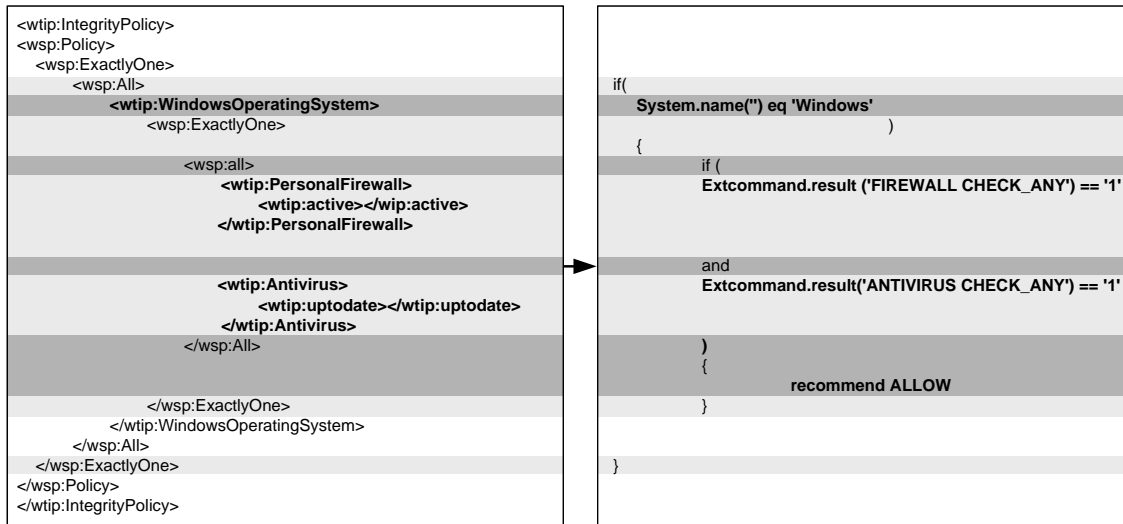 <wtip:IntegrityPolicy>
<wsp:Policy>
<wsp:ExactlyOne>
<wsp:All>
<wtip:WindowsOperatingSystem>
<wsp:ExactlyOne>
<wsp:all>
<wtip:PersonalFirewall>
<wtip:active></wip:active>
</wtip:PersonalFirewall>
<wtip:Antivirus>
<wtip:uptodate></wtip:uptodate>
</wtip:Antivirus>
</wsp:All>
</wsp:ExactlyOne>
</wtip:WindowsOperatingSystem>
</wsp:All>
</wsp:ExactlyOne>
</wsp:Policy>
</wtip:IntegrityPolicy>
if(
System.name('') eq 'Windows'
)
{
if (
Extcommand.result ('FIREWALL CHECK_ANY') == '1'
and
Extcommand.result('ANTIVIRUS CHECK_ANY') == '1'
)
{
recommend ALLOW
}
}